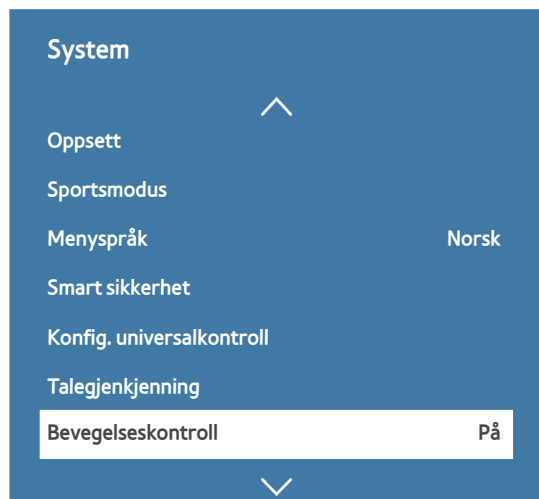 System
Oppsett
Sportsmodus
Menyspråk Norsk
Smart sikkerhet
Konfig. universalkontroll
Talegjenkjenning
Bevegelseskontroll På